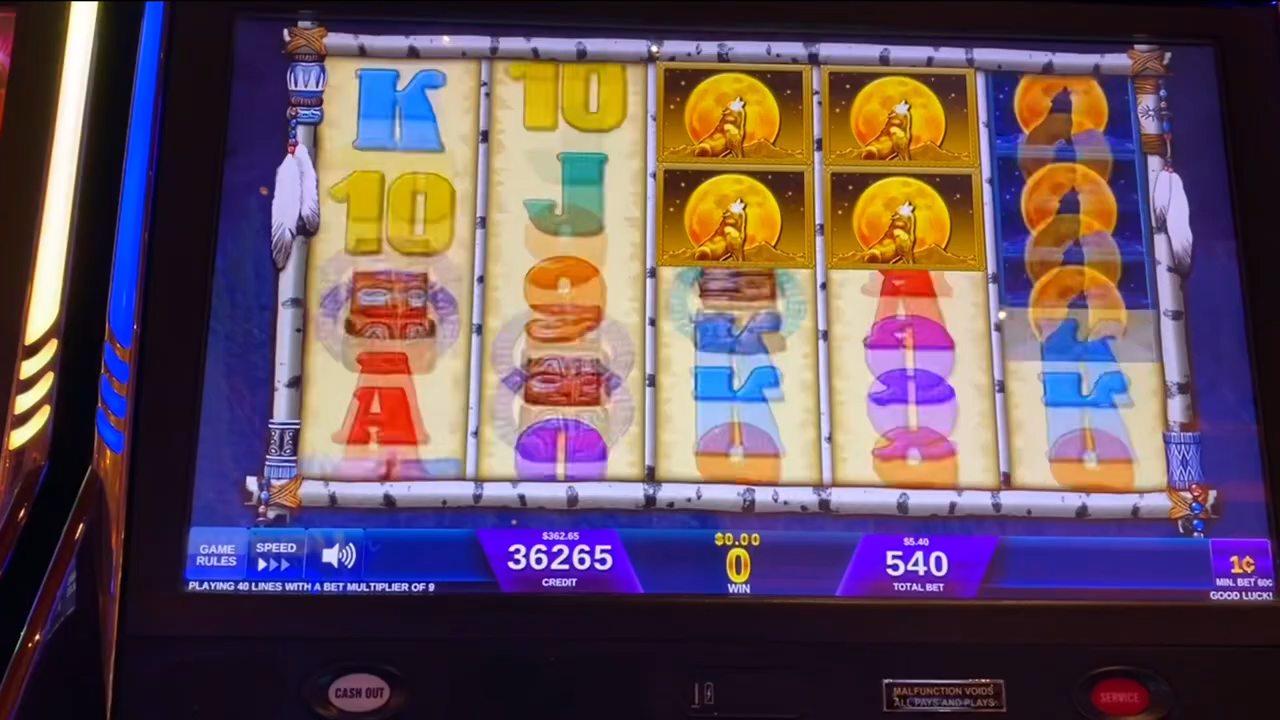 K
10
10
J
A
A
K
K
GAME
RULES
SPEED
$362.65
36265
CREDIT
$0.00
0
WIN
$5.40
540
TOTAL BET
1¢
MIN. BET 60¢
GOOD LUCK!
PLAYING 40 LINES WITH A BET MULTIPLIER OF 9
CASH OUT
MALFUNCTION VOIDS
ALL PAYS AND PLAYS
SERVICE